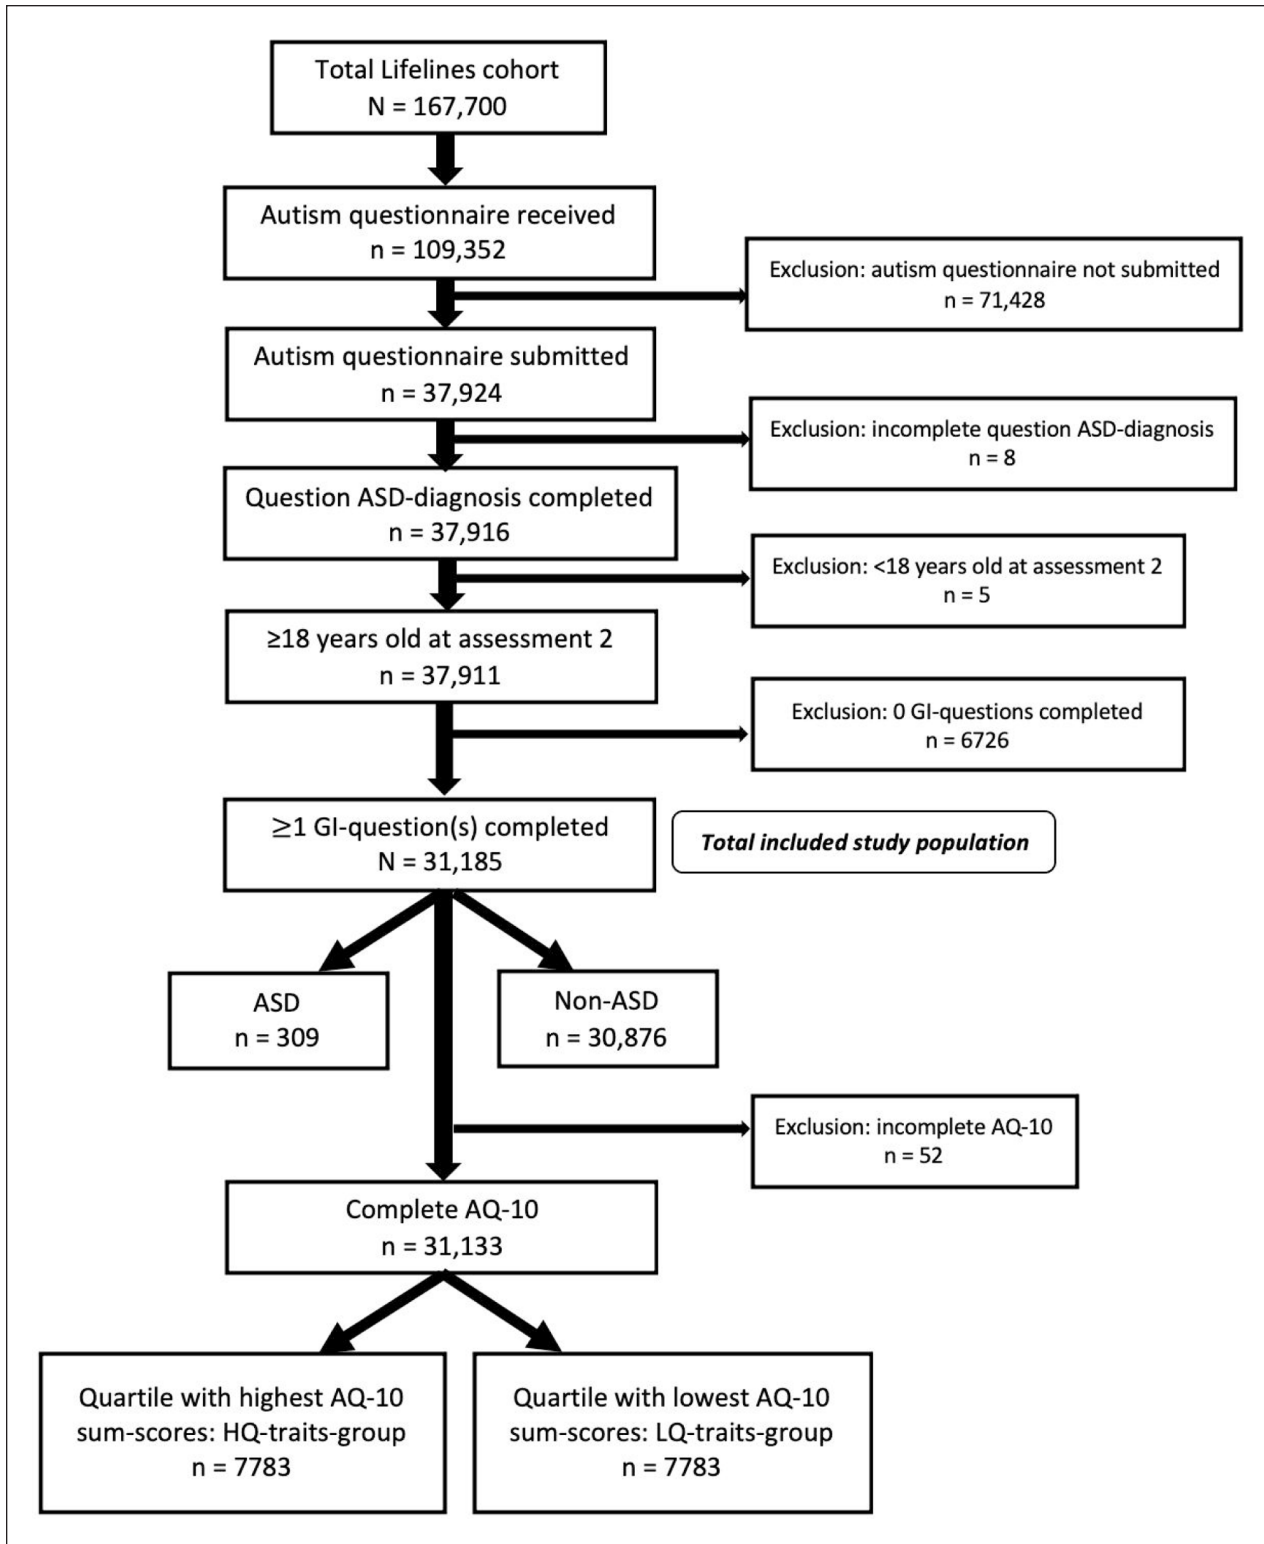 Total Lifelines cohort
N = 167,700
Autism questionnaire received
n = 109,352
Exclusion: autism questionnaire not submitted
n = 71,428
Autism questionnaire submitted
n = 37,924
Exclusion: incomplete question ASD-diagnosis
n = 8
Question ASD-diagnosis completed
n = 37,916
Exclusion: <18 years old at assessment 2
n = 5
≥18 years old at assessment 2
n = 37,911
Exclusion: 0 GI-questions completed
n = 6726
≥1 GI-question(s) completed
N = 31,185
Total included study population
ASD
n = 309
Non-ASD
n = 30,876
Exclusion: incomplete AQ-10
n = 52
Complete AQ-10
n = 31,133
Quartile with highest AQ-10
sum-scores: HQ-traits-group
n = 7783
Quartile with lowest AQ-10
sum-scores: LQ-traits-group
n = 7783